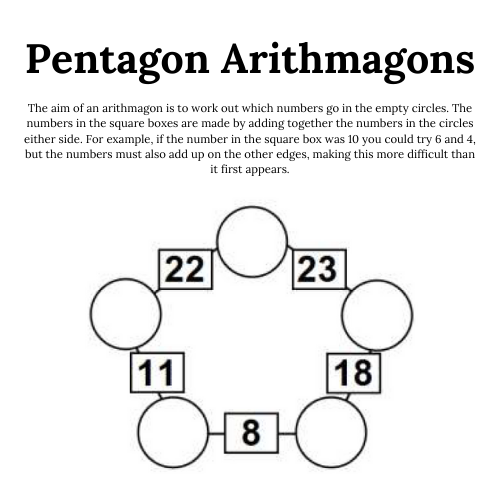 Pentagon Arithmagons
The aim of an arithmagon is to work out which numbers go in the empty circles. The
numbers in the square boxes are made by adding together the numbers in the circles
either side. For example, if the number in the square box was 10 you could try 6 and 4,
but the numbers must also add up on the other edges, making this more difficult than
it first appears.
22 23
11 18
8